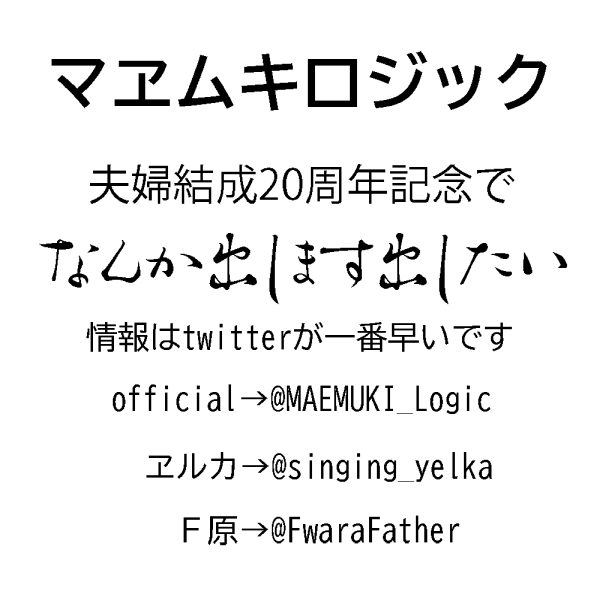 マヱムキロジック
夫婦結成20周年記念で
なんか出します出したい
情報はtwitterが一番早いです
official→@MAEMUKI_Logic
ヱルカ→@singing_yelka
Ｆ原→@FwaraFather